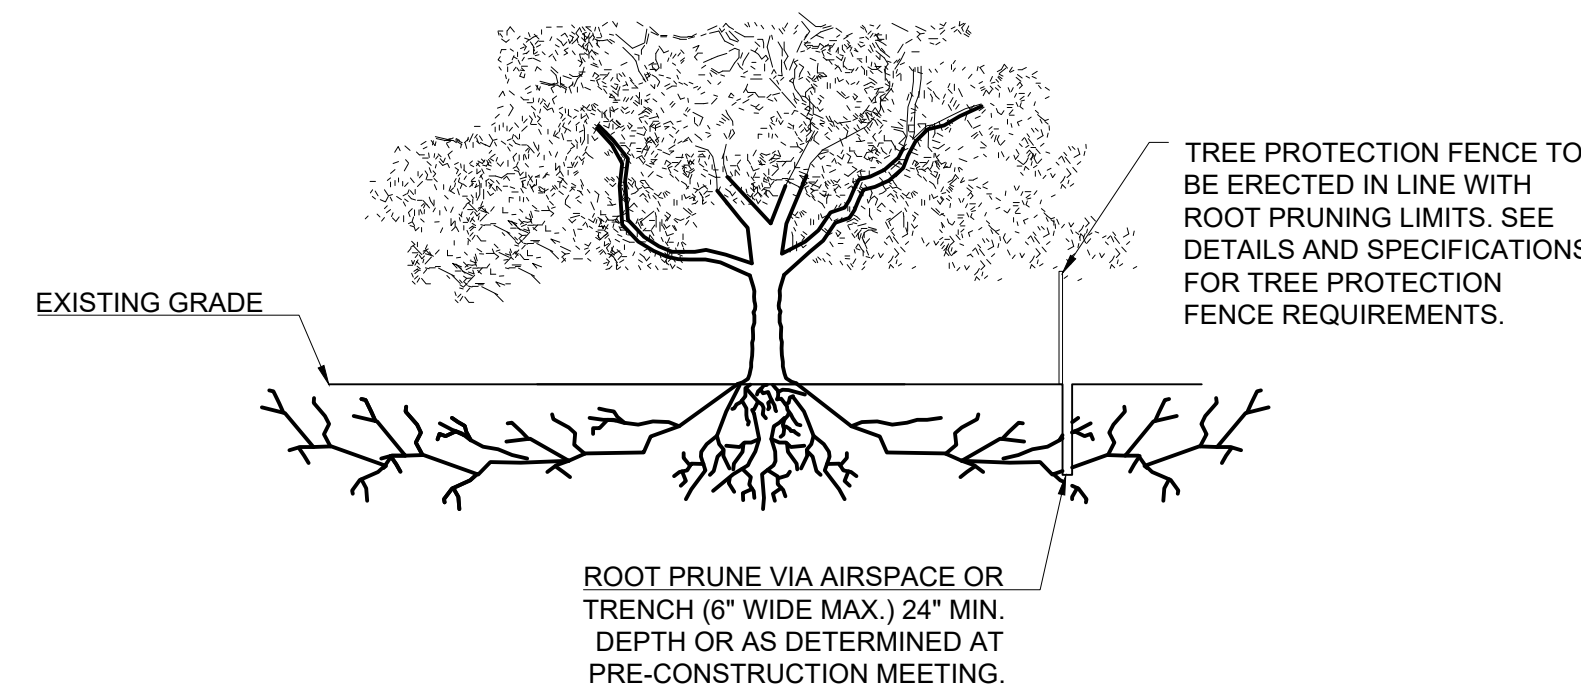 TREE PROTECTION FENCE TO
BE ERECTED IN LINE WITH
ROOT PRUNING LIMITS. SEE
DETAILS AND SPECIFICATIONS
FOR TREE PROTECTION
FENCE REQUIREMENTS.
EXISTING GRADE
ROOT PRUNE VIA AIRSPACE OR
TRENCH (6" WIDE MAX.) 24" MIN.
DEPTH OR AS DETERMINED AT
PRE-CONSTRUCTION MEETING.